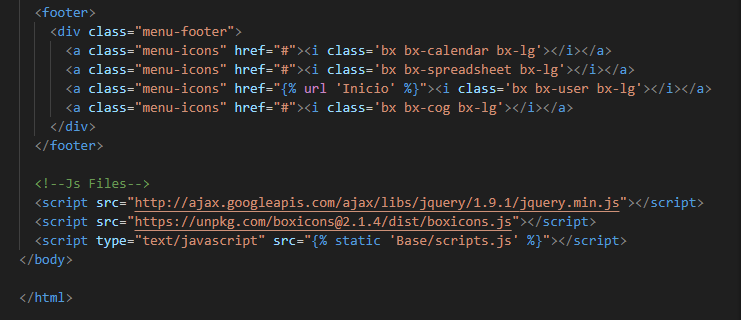 <footer>
<div class="menu-footer">
<a class="menu-icons" href="#"><i class='bx bx-calendar bx-lg'></i></a>
<a class="menu-icons" href="#"><i class='bx bx-spreadsheet bx-lg'></i></a>
<a class="menu-icons" href="{% url 'Inicio' %}"><i class='bx bx-user bx-lg'></i></a>
<a class="menu-icons" href="#"><i class='bx bx-cog bx-lg'></i></a>
</div>
</footer>
<!--Js Files-->
<script src="http://ajax.googleapis.com/ajax/libs/jquery/1.9.1/jquery.min.js"></script>
<script src="https://unpkg.com/boxicons@2.1.4/dist/boxicons.js"></script>
<script type="text/javascript" src="{% static 'Base/scripts.js' %}"></script>
</body>
</html>